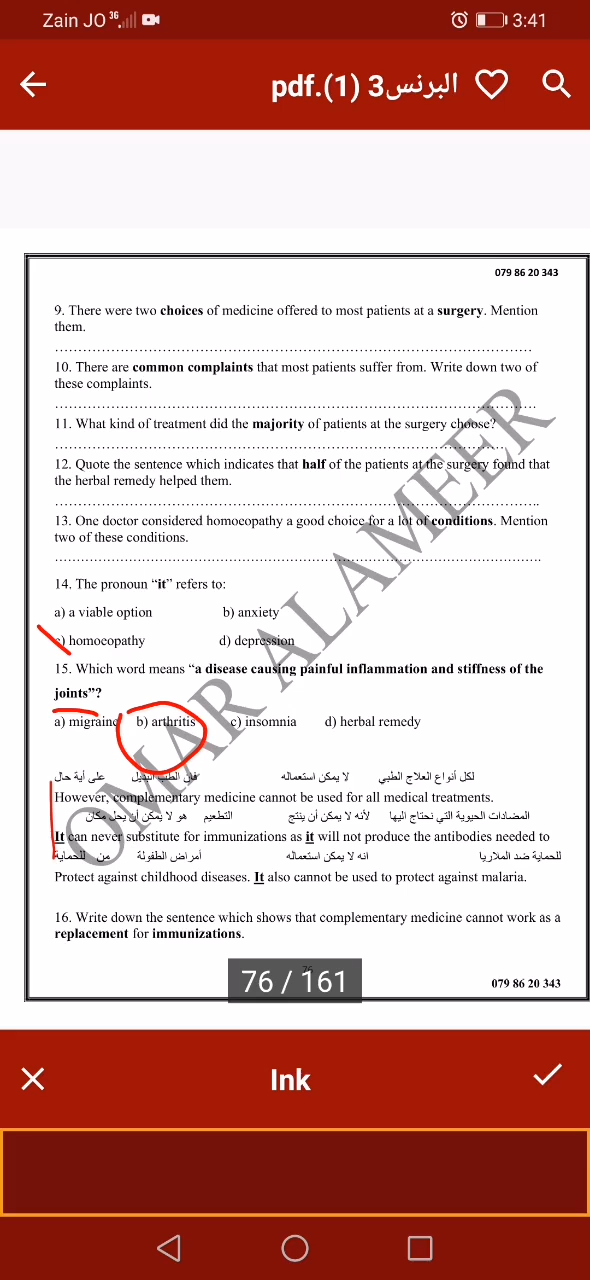 Zain JO 36 3:41
البرنس3 (1).pdf
079 86 20 343
9. There were two choices of medicine offered to most patients at a surgery. Mention
them.
……………………………………………………………………………………
10. There are common complaints that most patients suffer from. Write down two of
these complaints.
……………………………………………………………………………………
11. What kind of treatment did the majority of patients at the surgery choose?
……………………………………………………………………………………
12. Quote the sentence which indicates that half of the patients at the surgery found that
the herbal remedy helped them.
……………………………………………………………………………………
13. One doctor considered homoeopathy a good choice for a lot of conditions. Mention
two of these conditions.
……………………………………………………………………………………
14. The pronoun “it” refers to:
a) a viable option b) anxiety
c) homoeopathy d) depression
15. Which word means “a disease causing painful inflammation and stiffness of the
joints”?
a) migraine b) arthritis c) insomnia d) herbal remedy
لكل أنواع العلاج الطبي لا يمكن استعماله فان الطب البديل على أية حال
However, complementary medicine cannot be used for all medical treatments.
المضادات الحيوية التي نحتاج اليها لأنه لا يمكن أن ينتج التطعيم هو لا يمكن أن يحل مكان
It can never substitute for immunizations as it will not produce the antibodies needed to
للحماية ضد الملاريا انه لا يمكن استعماله أمراض الطفولة من للحماية
Protect against childhood diseases. It also cannot be used to protect against malaria.
16. Write down the sentence which shows that complementary medicine cannot work as a
replacement for immunizations.
OMAR ALAMEER
76 / 161
079 86 20 343
Ink